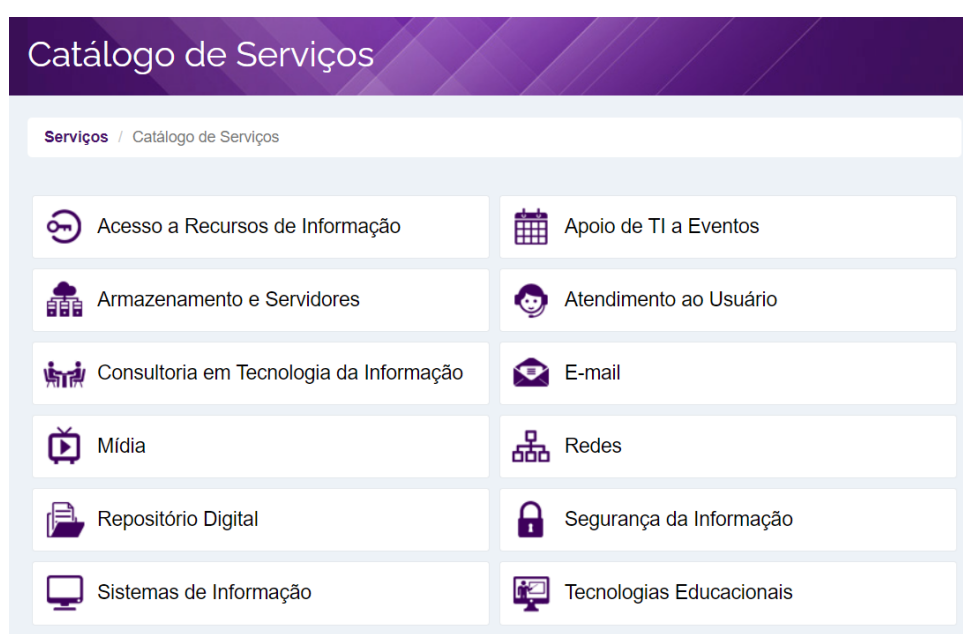 Catálogo de Serviços
Serviços / Catálogo de Serviços
Acesso a Recursos de Informação
Apoio de TI a Eventos
Armazenamento e Servidores
Atendimento ao Usuário
Consultoria em Tecnologia da Informação
E-mail
Mídia
Redes
Repositório Digital
Segurança da Informação
Sistemas de Informação
Tecnologias Educacionais